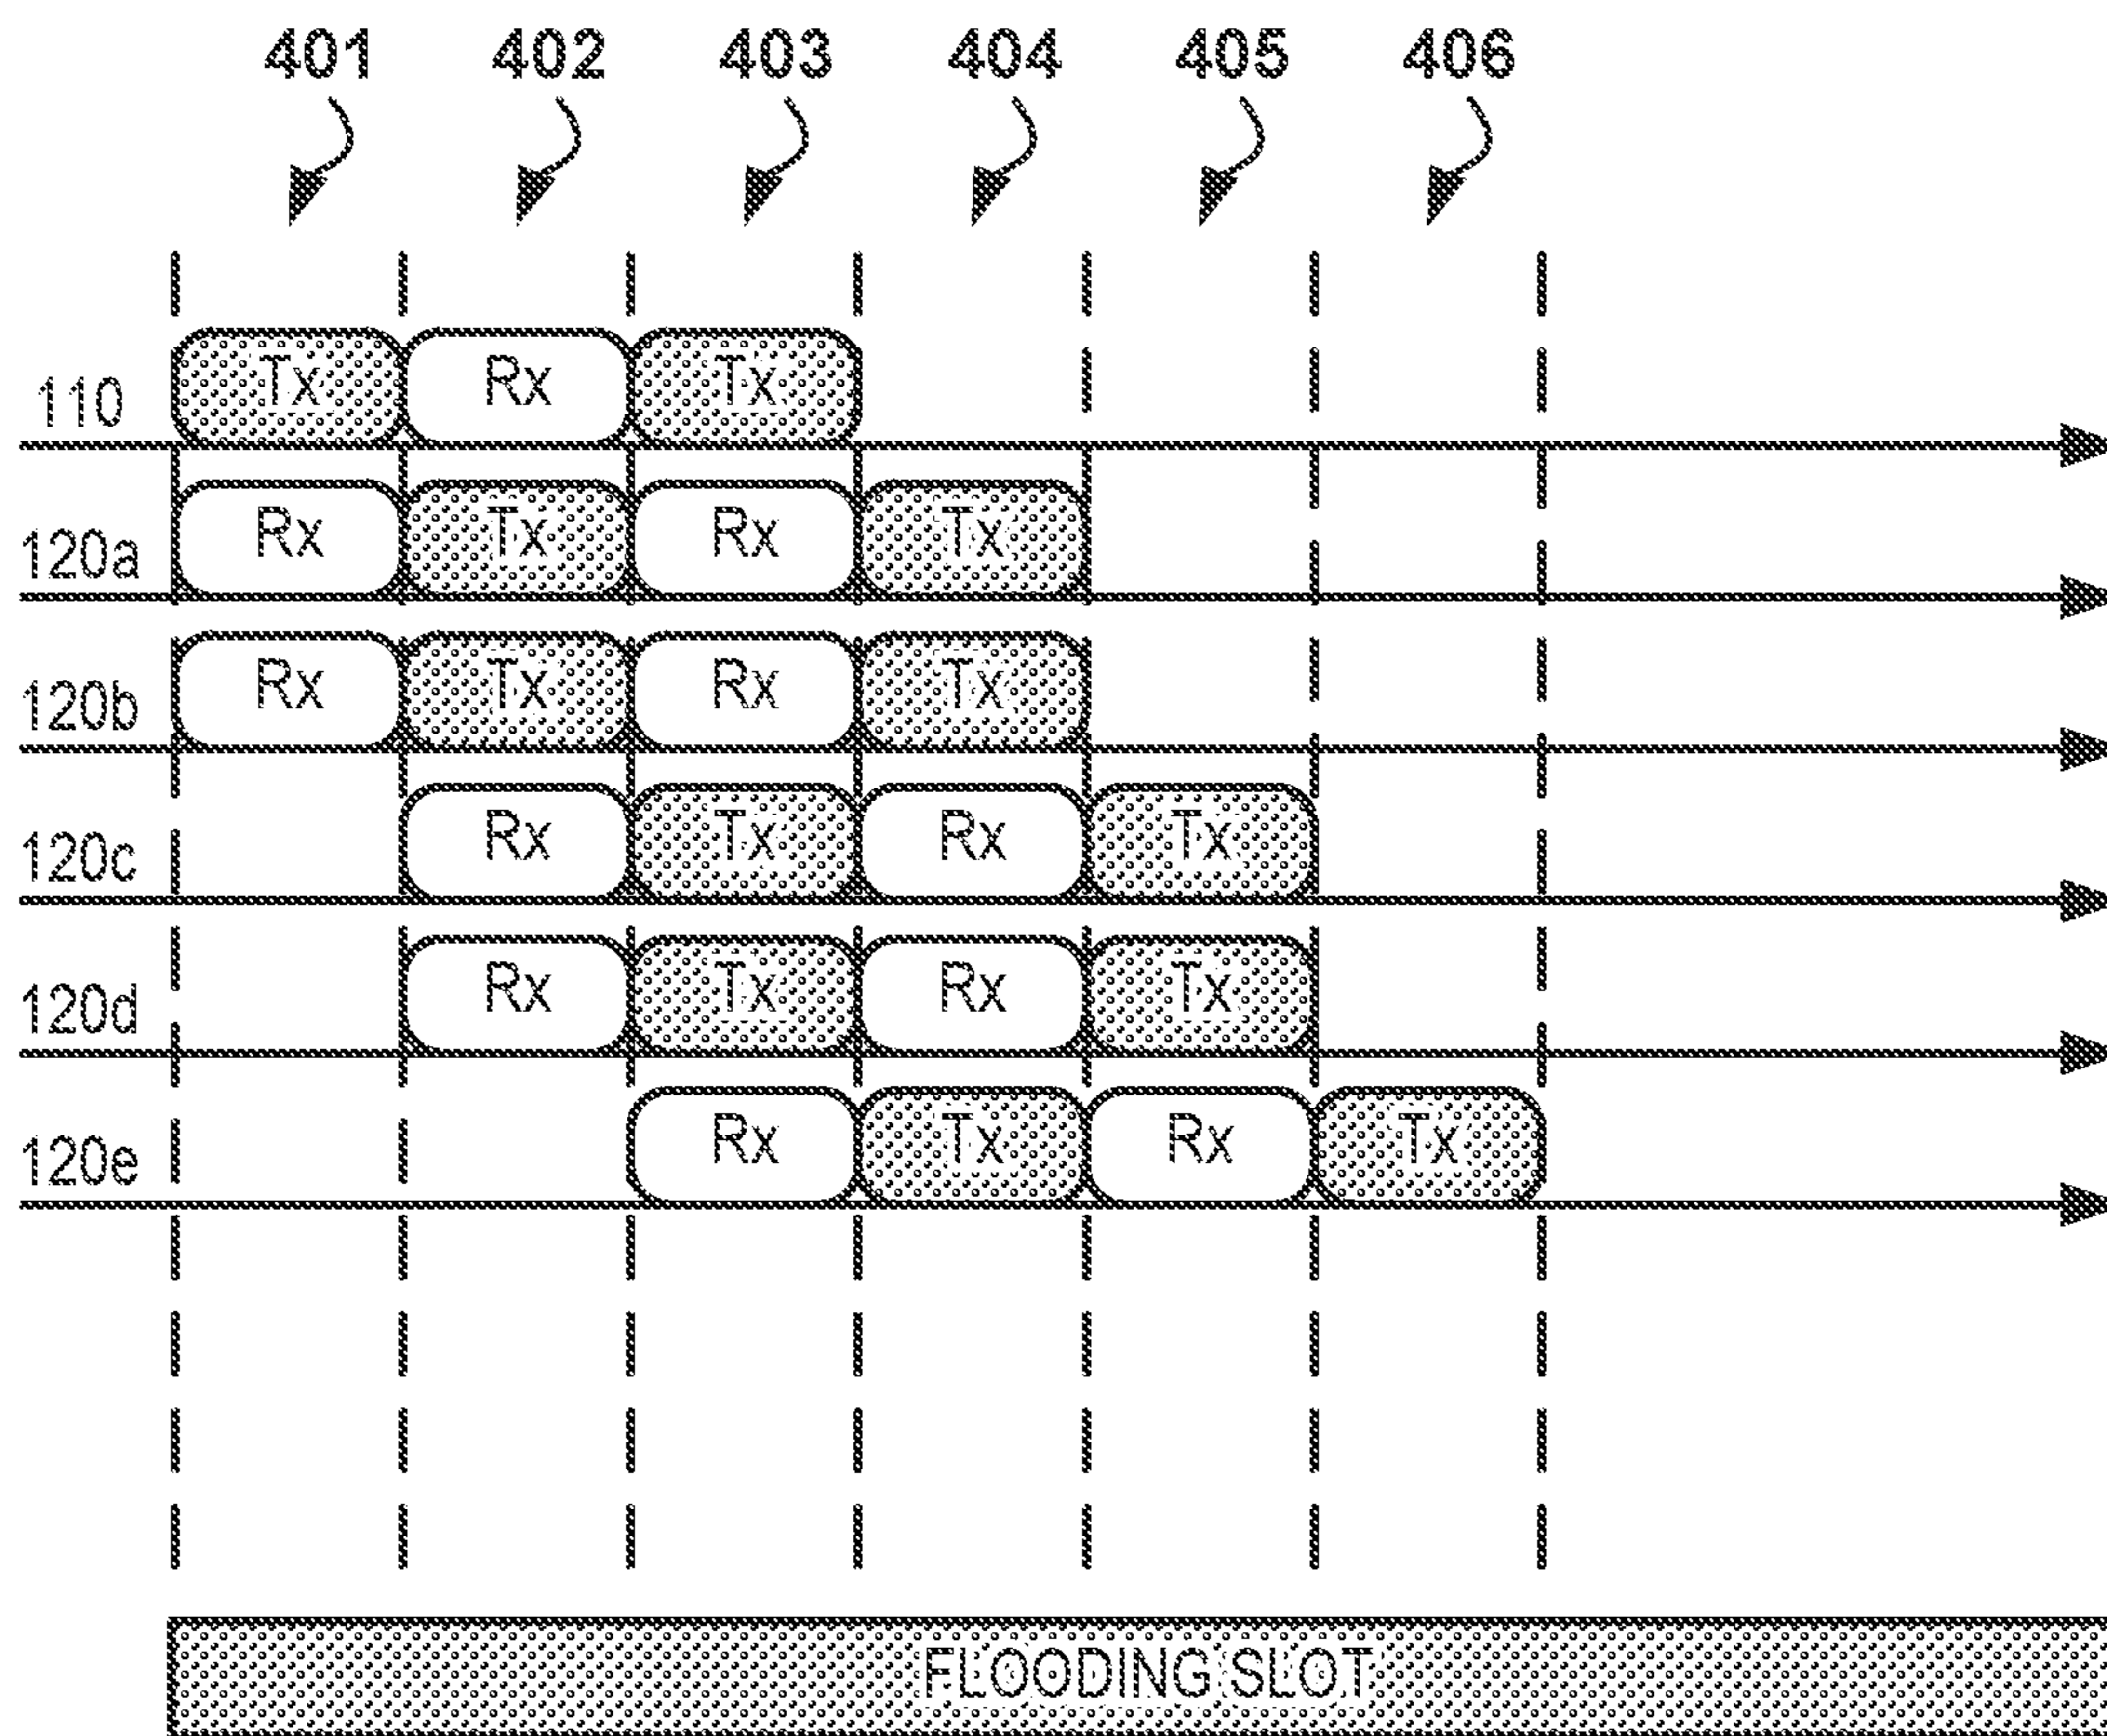 401 402 403 404 405 406
110 Tx Rx Tx
120a Rx Tx Rx Tx
120b Rx Tx Rx Tx
120c Rx Tx Rx Tx
120d Rx Tx Rx Tx
120e Rx Tx Rx Tx
FLOODING SLOT